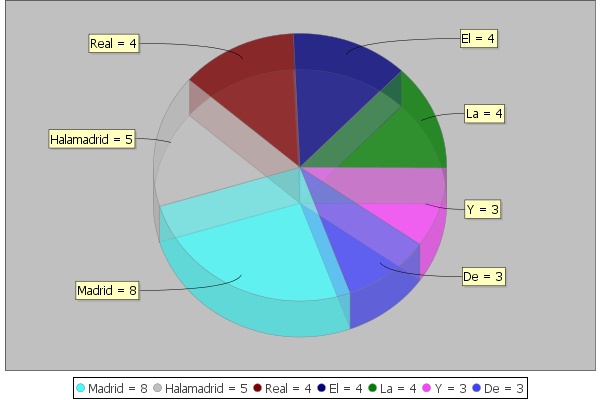 Real = 4
El = 4
La = 4
Halamadrid = 5
Y = 3
De = 3
Madrid = 8
Madrid = 8 Halamadrid = 5 Real = 4 El = 4 La = 4 Y = 3 De = 3